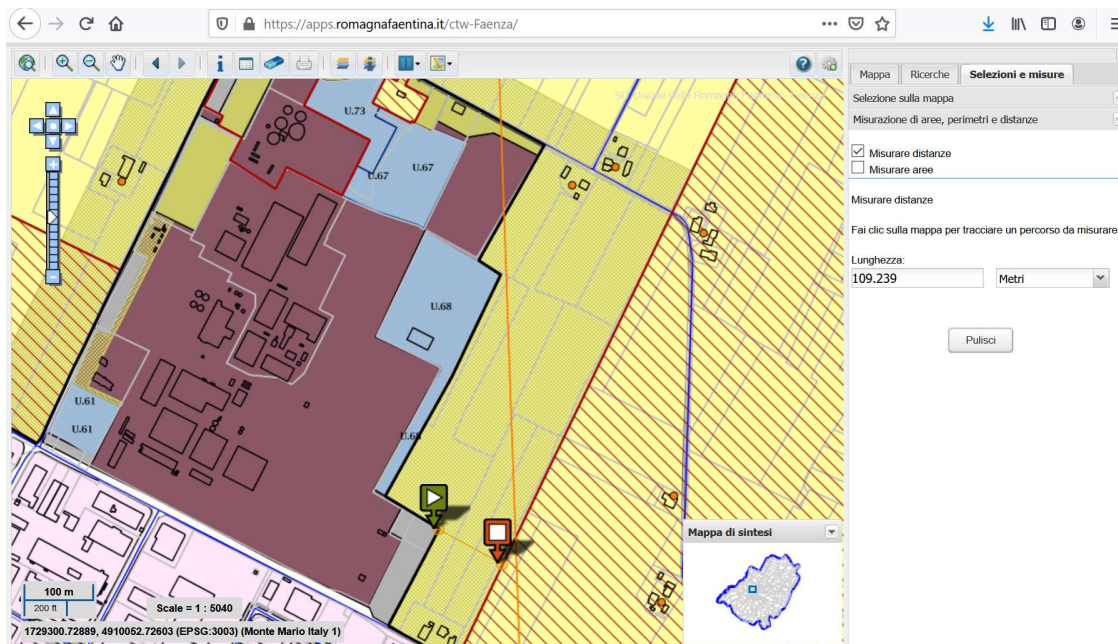 https://apps.romagnafaentina.it/ctw-Faenza/
Mappa
Ricerche
Selezioni e misure
Selezione sulla mappa
Misurazione di aree, perimetri e distanze
Misurare distanze
Misurare aree
Misurare distanze
Fai clic sulla mappa per tracciare un percorso da misurare
Lunghezza:
109.239
Metri
Pulisci
U.73
U.67
U.67
U.68
U.61
U.61
U.68
Mappa di sintesi
100 m
200 ft
Scale = 1 : 5040
1729300.72889, 4910052.72603 (EPSG:3003) (Monte Mario Italy 1)